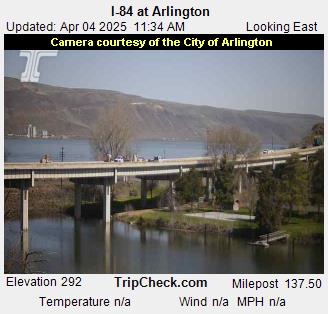 I-84 at Arlington
Updated: Apr 04 2025 11:34 AM Looking East
Camera courtesy of the City of Arlington
Elevation 292 TripCheck.com Milepost 137.50
Temperature n/a Wind n/a MPH n/a